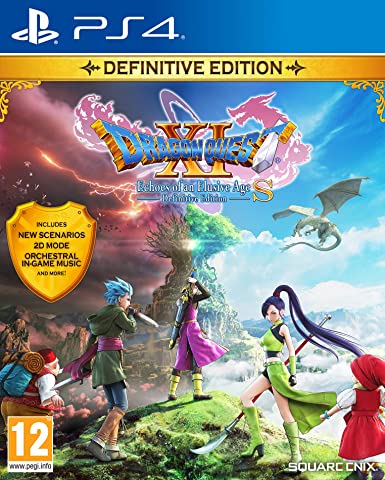 PS4
DEFINITIVE EDITION
DRAGON QUEST
XI
Echoes of an Elusive Age S
Definitive Edition
INCLUDES
NEW SCENARIOS
2D MODE
ORCHESTRAL
IN-GAME MUSIC
AND MORE!
12
www.pegi.info
SQUARE ENIX